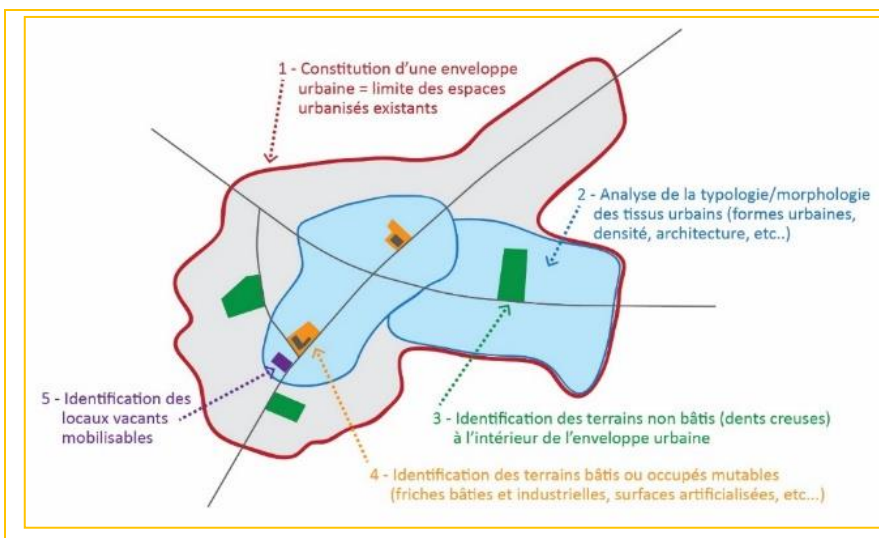 1 - Constitution d'une enveloppe
urbaine = limite des espaces
urbanisés existants
2 - Analyse de la typologie/morphologie
des tissus urbains (formes urbaines,
densité, architecture, etc..)
5 - Identification des
locaux vacants
mobilisables
3 - Identification des terrains non bâtis (dents creuses)
à l'intérieur de l'enveloppe urbaine
4 - Identification des terrains bâtis ou occupés mutables
(friches bâties et industrielles, surfaces artificialisées, etc...)